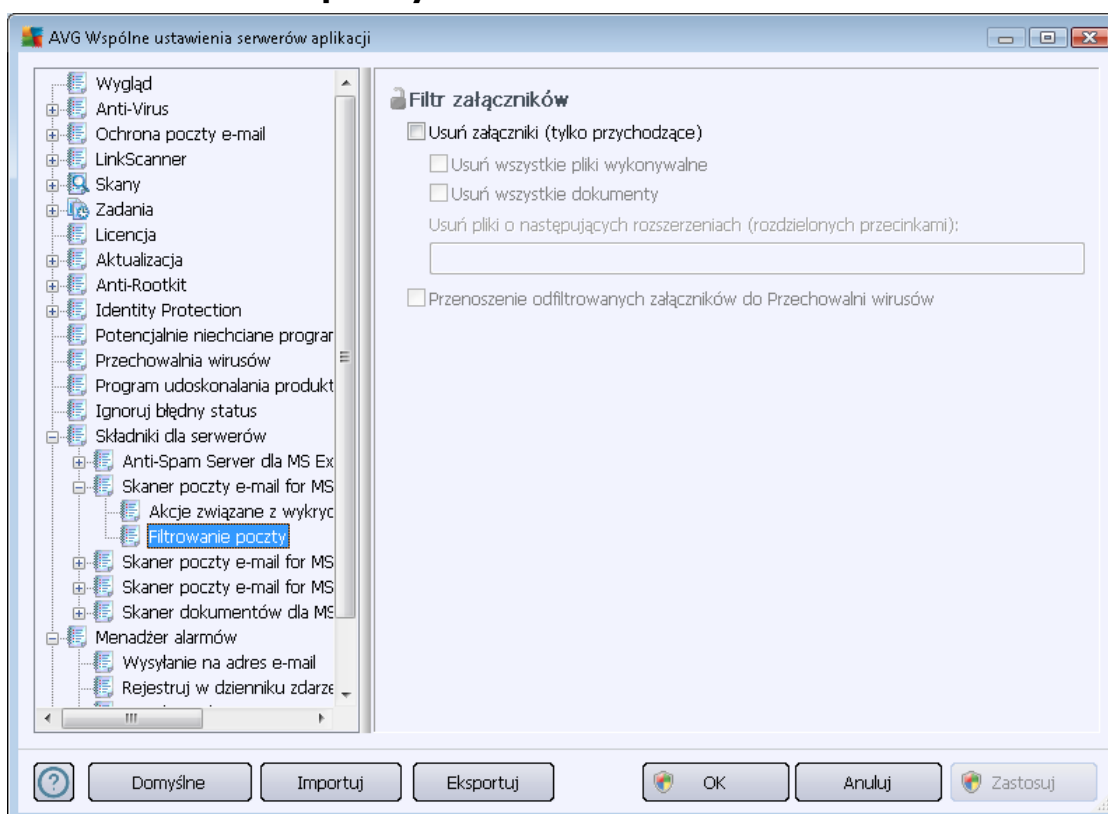 AVG Wspólne ustawienia serwerów aplikacji
Wygląd
Anti-Virus
Ochrona poczty e-mail
LinkScanner
Skany
Zadania
Licencja
Aktualizacja
Anti-Rootkit
Identity Protection
Potencjalnie niechciane prograr
Przechowalnia wirusów
Program udoskonalania produkt
Ignoruj błędny status
Składniki dla serwerów
Anti-Spam Server dla MS Ex
Skaner poczty e-mail for MS
Akcje związane z wykryc
Filtrowanie poczty
Skaner poczty e-mail for MS
Skaner poczty e-mail for MS
Skaner dokumentów dla MS
Menadżer alarmów
Wysyłanie na adres e-mail
Rejestruj w dzienniku zdarze
Filtr załączników
Usuń załączniki (tylko przychodzące)
Usuń wszystkie pliki wykonywalne
Usuń wszystkie dokumenty
Usuń pliki o następujących rozszerzeniach (rozdzielonych przecinkami):
Przenoszenie odfiltrowanych załączników do Przechowalni wirusów
Domyślne
Importuj
Eksportuj
OK
Anuluj
Zastosuj